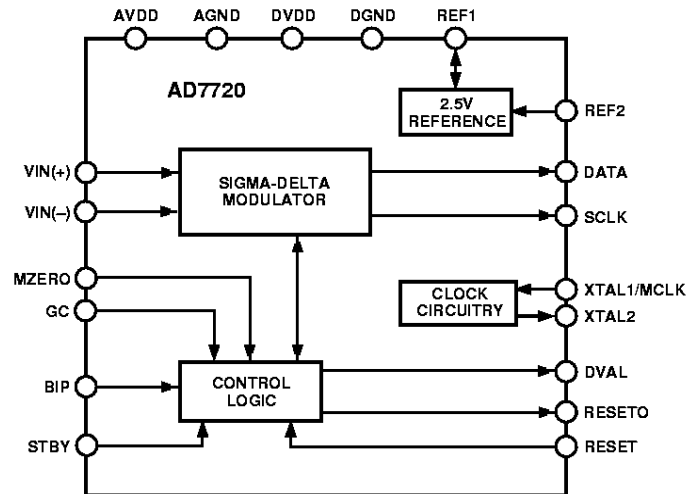 AVDD AGND DVDD DGND REF1
AD7720
2.5V
REFERENCE
REF2
VIN(+)
VIN(–)
SIGMA-DELTA
MODULATOR
DATA
SCLK
MZERO
GC
CLOCK
CIRCUITRY
XTAL1/MCLK
XTAL2
BIP
STBY
CONTROL
LOGIC
DVAL
RESETO
RESET